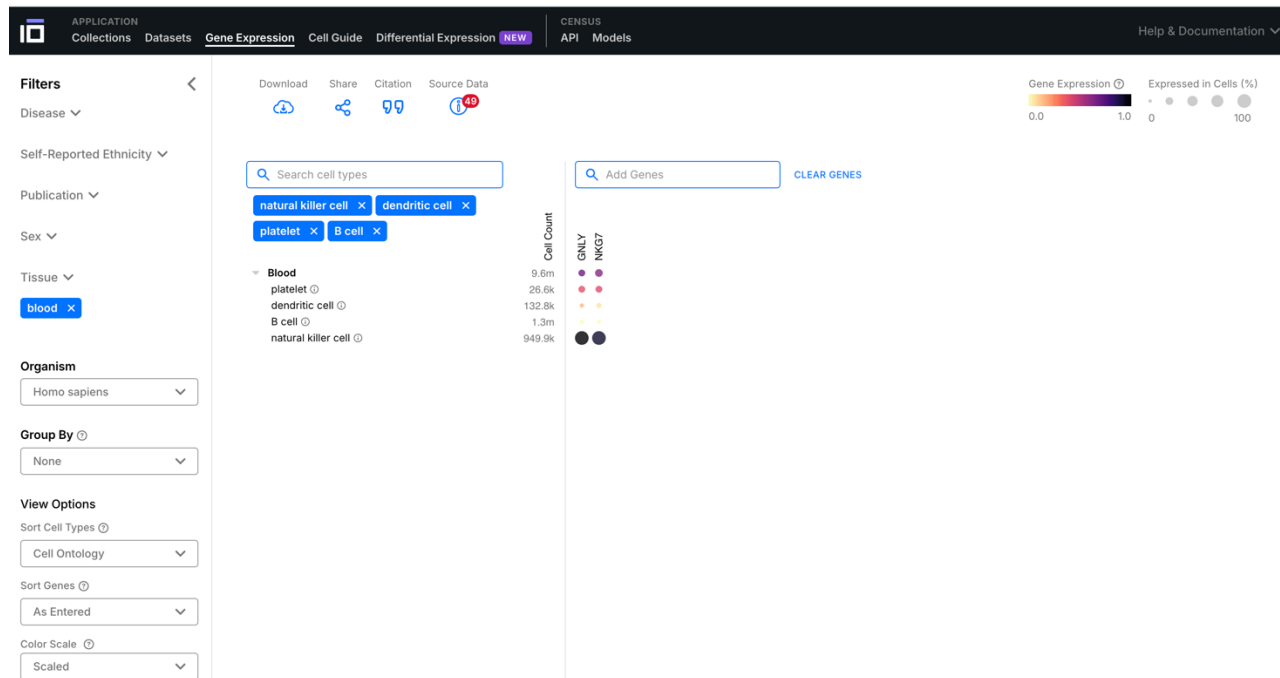 APPLICATION
Collections Datasets Gene Expression Cell Guide Differential Expression NEW
CENSUS
API Models
Help & Documentation
Filters
Disease
Self-Reported Ethnicity
Publication
Sex
Tissue
blood ×
Organism
Homo sapiens
Group By
None
View Options
Sort Cell Types
Cell Ontology
Sort Genes
As Entered
Color Scale
Scaled
Download Share Citation Source Data
49
Gene Expression
0.0 1.0
Expressed in Cells (%)
0 100
Search cell types
natural killer cell × dendritic cell ×
platelet × B cell ×
Cell Count
Add Genes
CLEAR GENES
GNLY
NKG7
Blood 9.6m
platelet 26.6k
dendritic cell 132.8k
B cell 1.3m
natural killer cell 949.9k